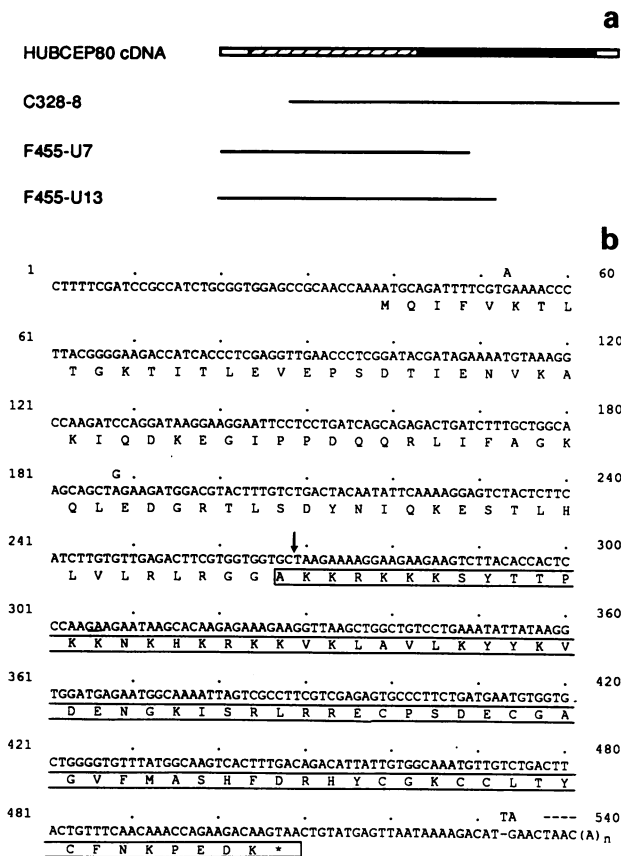 a
HUBCEP80 cDNA
C328-8
F455-U7
F455-U13
b
A
1 CTTTTCGATCCGCCATCTGCGGTGGAGCCGCAACCAAAATGCAGATTTTCGTGAAAACCC 60
M Q I F V K T L
61 TTACGGGGAAGACCATCACCCTCGAGGTTGAACCCTCGGATACGATAGAAAATGTAAAGG 120
T G K T I T L E V E P S D T I E N V K A
121 CCAAGATCCAGGATAAGGAAGGAATTCCTCCTGATCAGCAGAGACTGATCTTTGCTGGCA 180
K I Q D K E G I P P D Q Q R L I F A G K
G
181 AGCAGCTAGAAGATGGACGTACTTTGTCTGACTACAATATTCAAAAGGAGTCTACTCTTC 240
Q L E D G R T L S D Y N I Q K E S T L H
241 ATCTTGTGTTGAGACTTCGTGGTGGTGCTAAGAAAAGGAAGAAGAAGTCTTACACCACTC 300
L V L R L R G G A K K R K K K S Y T T P
301 CCAAGAAGAATAAGCACAAGAGAAAGAAGGTTAAGCTGGCTGTCCTGAAATATTATAAGG 360
K K N K H K R K K V K L A V L K Y Y K V
361 TGGATGAGAATGGCAAAATTAGTCGCCTTCGTCGAGAGTGCCCTTCTGATGAATGTGGTG 420
D E N G K I S R L R R E C P S D E C G A
421 CTGGGGTGTTTATGGCAAGTCACTTTGACAGACATTATTGTGGCAAATGTTGTCTGACTT 480
G V F M A S H F D R H Y C G K C C L T Y
TA ----
481 ACTGTTTCAACAAACCAGAAGACAAGTAACTGTATGAGTTAATAAAAGACAT-GAACTAAC(A)n 540
C F N K P E D K *